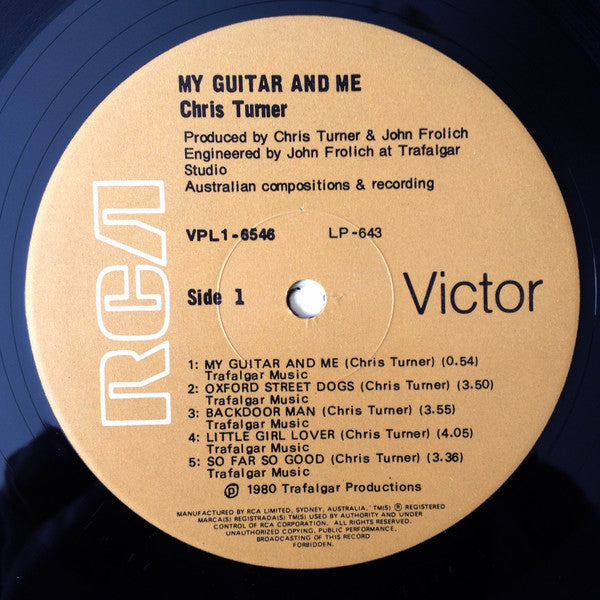 MY GUITAR AND ME
Chris Turner
Produced by Chris Turner & John Frolich
Engineered by John Frolich at Trafalgar
Studio
Australian compositions & recording
VPL1-6546 LP-643
RCA
Side 1
Victor
1: MY GUITAR AND ME (Chris Turner) (0.54)
Trafalgar Music
2: OXFORD STREET DOGS (Chris Turner) (3.50)
Trafalgar Music
3: BACKDOOR MAN (Chris Turner) (3.55)
Trafalgar Music
4: LITTLE GIRL LOVER (Chris Turner) (4.05)
Trafalgar Music
5: SO FAR SO GOOD (Chris Turner) (3.36)
Trafalgar Music
℗ 1980 Trafalgar Productions
MANUFACTURED BY RCA LIMITED, SYDNEY, AUSTRALIA. TM(S) ® REGISTERED
MARCA(S) REGISTRADA(S) TM(S) USED BY AUTHORITY AND UNDER
CONTROL OF RCA CORPORATION. ALL RIGHTS RESERVED.
UNAUTHORIZED COPYING, PUBLIC PERFORMANCE,
BROADCASTING OF THIS RECORD
FORBIDDEN.